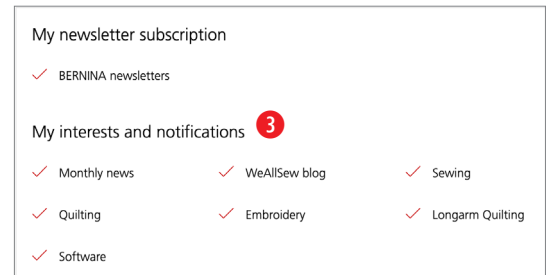 My newsletter subscription
BERNINA newsletters
My interests and notifications 3
Monthly news WeAllSew blog Sewing
Quilting Embroidery Longarm Quilting
Software